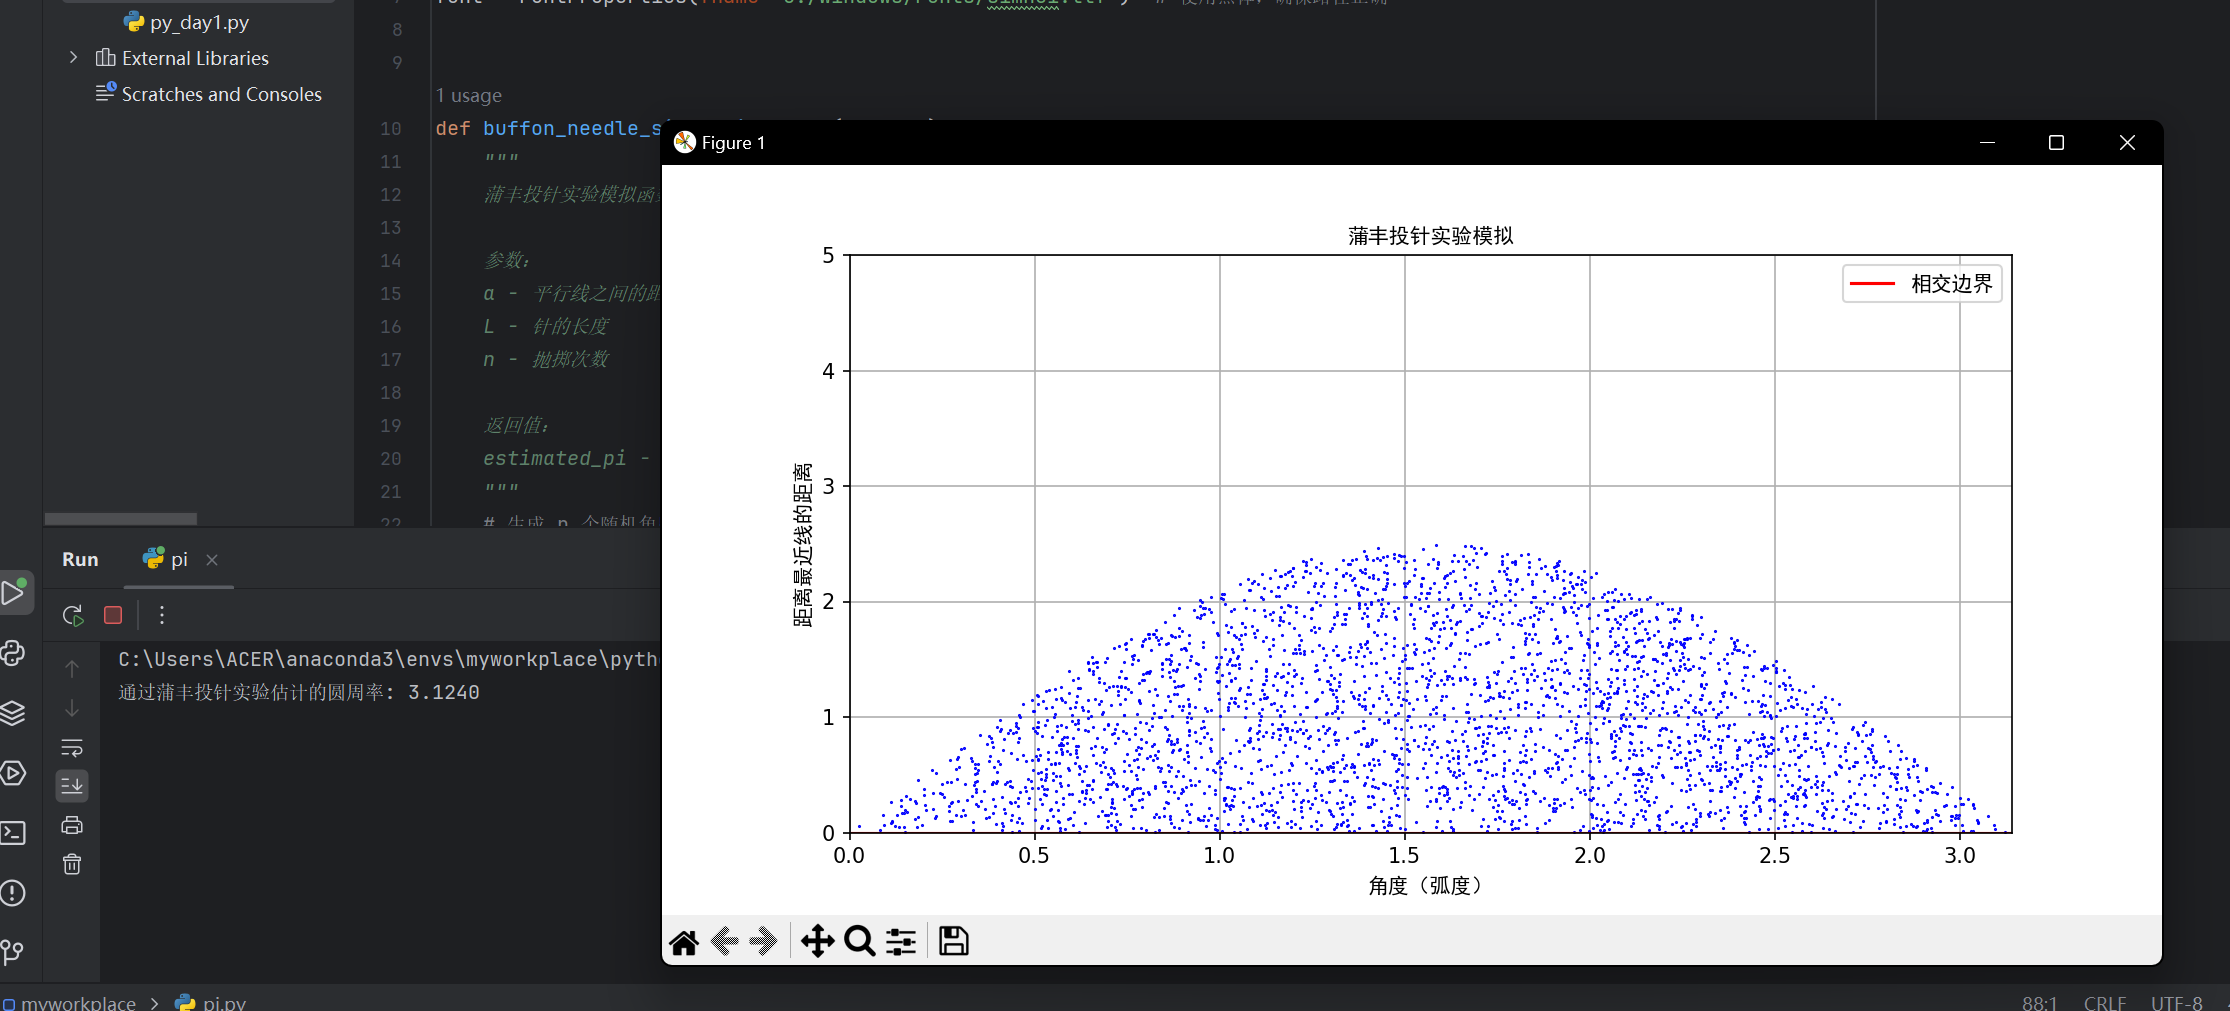 py_day1.py
External Libraries
Scratches and Consoles
8
9
1 usage
10 def buffon_needle_s
11 """
12 蒲丰投针实验模拟函
13
14 参数:
15 a - 平行线之间的距
16 L - 针的长度
17 n - 抛掷次数
18
19 返回值:
20 estimated_pi -
21 """
22 # 生成 n 个随机角
Figure 1
蒲丰投针实验模拟
相交边界
5
4
3
2
1
0
距离最近线的距离
0.0 0.5 1.0 1.5 2.0 2.5 3.0
角度（弧度）
Run pi
C:\Users\ACER\anaconda3\envs\myworkplace\pyth
通过蒲丰投针实验估计的圆周率: 3.1240
myworkplace > pi.py
88:1 CRLF UTF-8